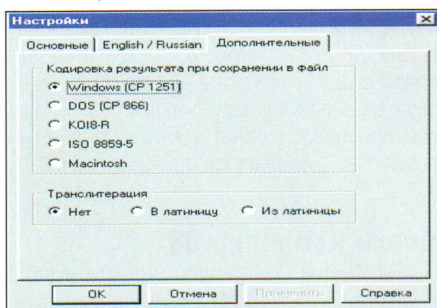 Настройки
Основные English / Russian Дополнительные
Кодировка результата при сохранении в файл
Windows (CP 1251)
DOS (CP 866)
KOI8-R
ISO 8859-5
Macintosh
Транслитерация
Нет В латиницу Из латиницы
OK Отмена Применить Справка